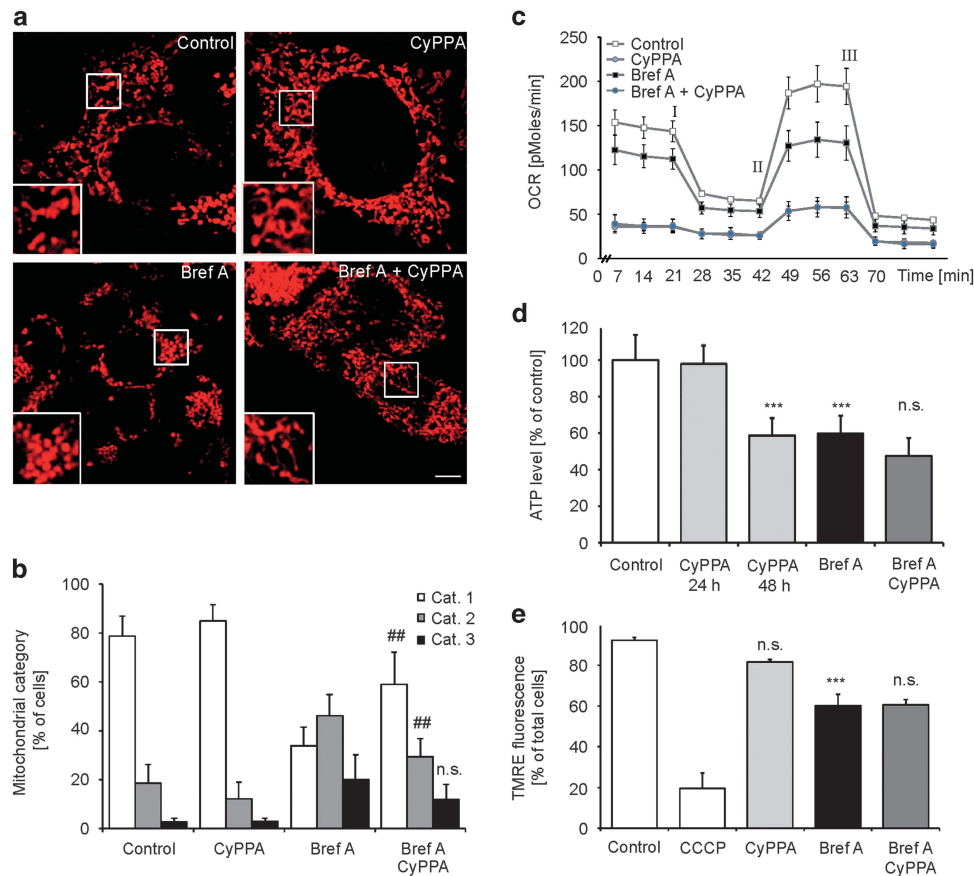 a
Control
CyPPA
Bref A
Bref A + CyPPA
b
Mitochondrial category
[% of cells]
100
80
60
40
20
0
Cat. 1
Cat. 2
Cat. 3
##
##
n.s.
Control
CyPPA
Bref A
Bref A
CyPPA
c
OCR [pMoles/min]
250
200
150
100
50
0
Control
CyPPA
Bref A
Bref A + CyPPA
I
II
III
0 7 14 21 28 35 42 49 56 63 70 Time [min]
d
ATP level [% of control]
120
100
80
60
40
20
0
***
***
n.s.
Control
CyPPA
24 h
CyPPA
48 h
Bref A
Bref A
CyPPA
e
TMRE fluorescence
[% of total cells]
100
80
60
40
20
0
n.s.
***
n.s.
Control
CCCP
CyPPA
Bref A
Bref A
CyPPA